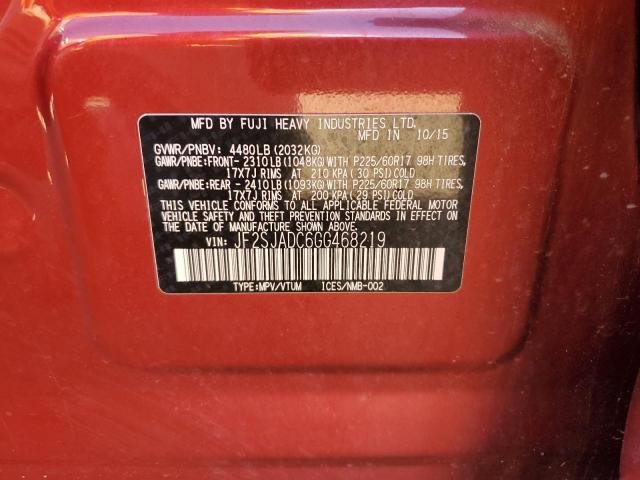 MFD BY FUJI HEAVY INDUSTRIES LTD.
MFD IN 10/15
GVWR/PNBV: 4480LB (2032KG)
GAWR/PNBE:FRONT- 2310LB(1048KG)WITH P225/60R17 98H TIRES,
17X7J RIMS AT 210 KPA(30 PSI)COLD
GAWR/PNBE:REAR - 2410LB(1093KG)WITH P225/60R17 98H TIRES,
17X7J RIMS AT 200 KPA(29 PSI)COLD
THIS VEHICLE CONFORMS TO ALL APPLICABLE FEDERAL MOTOR
VEHICLE SAFETY AND THEFT PREVENTION STANDARDS IN EFFECT ON
THE DATE OF MANUFACTURE SHOWN ABOVE.
VIN: JF2SJADC6GG468219
TYPE:MPV/VTUM ICES/NMB-002